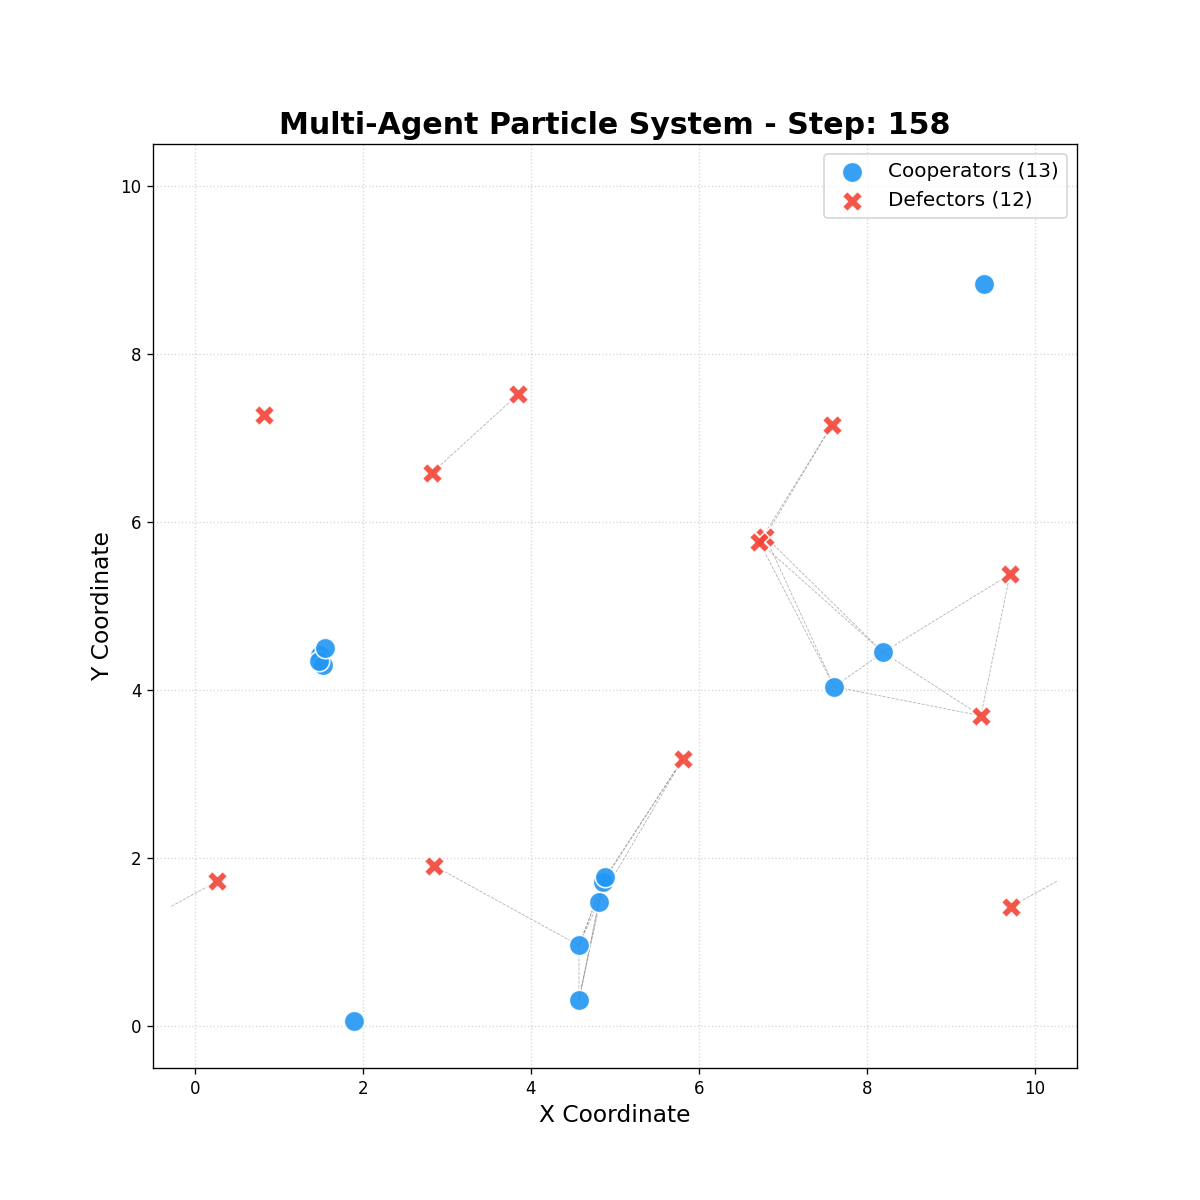 Multi-Agent Particle System - Step: 158
Cooperators (13)
Defectors (12)
Y Coordinate
10
8
6
4
2
0
0 2 4 6 8 10
X Coordinate